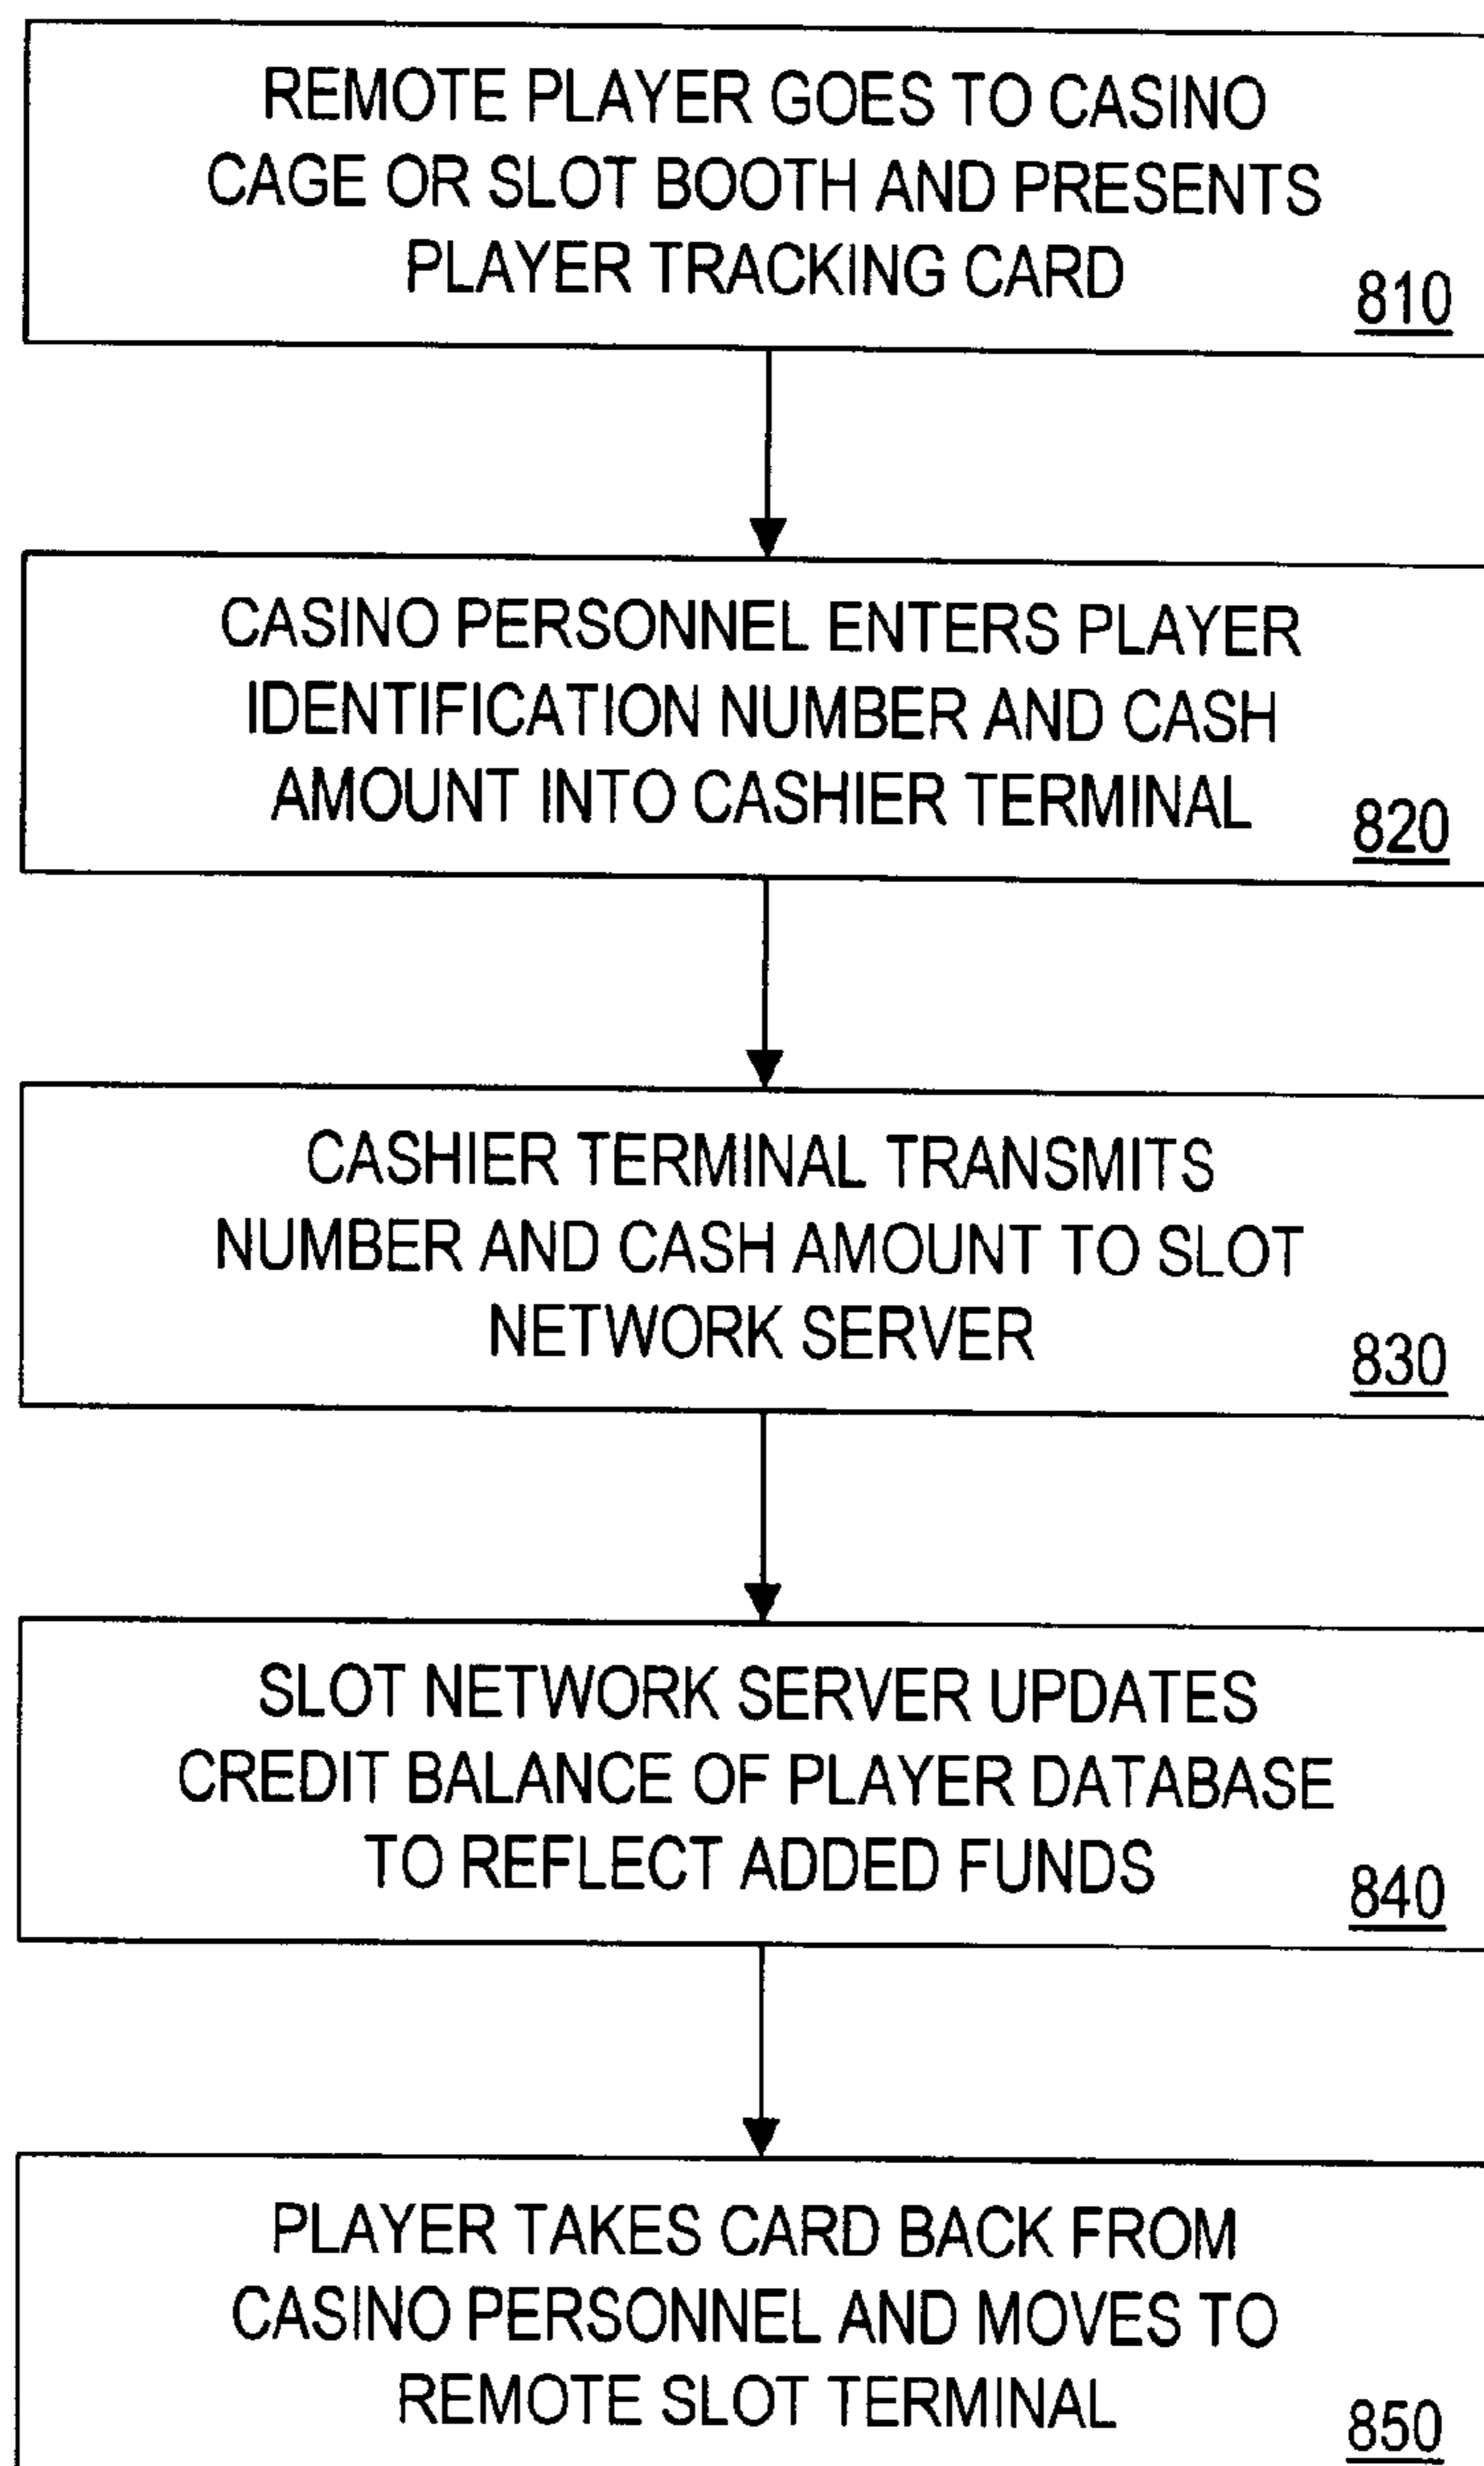 REMOTE PLAYER GOES TO CASINO
CAGE OR SLOT BOOTH AND PRESENTS
PLAYER TRACKING CARD
810
CASINO PERSONNEL ENTERS PLAYER
IDENTIFICATION NUMBER AND CASH
AMOUNT INTO CASHIER TERMINAL
820
CASHIER TERMINAL TRANSMITS
NUMBER AND CASH AMOUNT TO SLOT
NETWORK SERVER
830
SLOT NETWORK SERVER UPDATES
CREDIT BALANCE OF PLAYER DATABASE
TO REFLECT ADDED FUNDS
840
PLAYER TAKES CARD BACK FROM
CASINO PERSONNEL AND MOVES TO
REMOTE SLOT TERMINAL
850